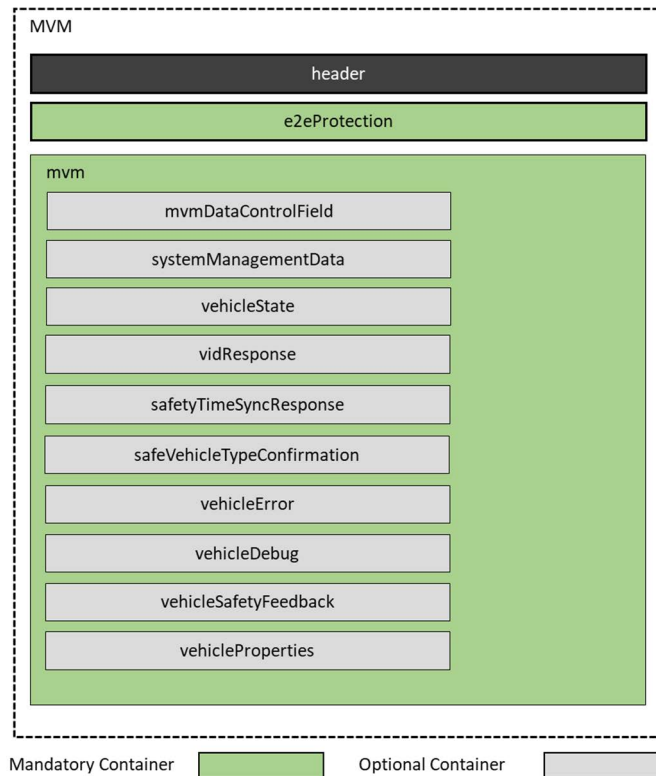 MVM
header
e2eProtection
mvm
mvmDataControlField
systemManagementData
vehicleState
vidResponse
safetyTimeSyncResponse
safeVehicleTypeConfirmation
vehicleError
vehicleDebug
vehicleSafetyFeedback
vehicleProperties
Mandatory Container Optional Container